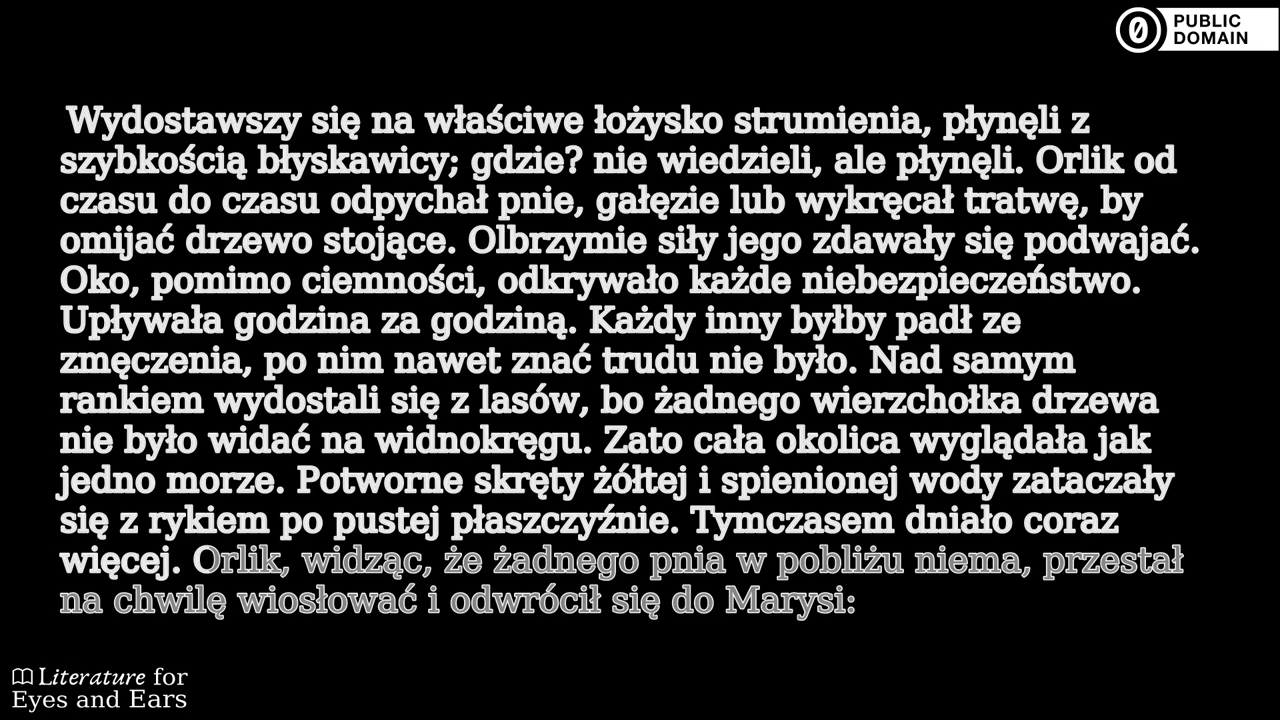 PUBLIC
DOMAIN
Wydostawszy się na właściwe łożysko strumienia, płynęli z
szybkością błyskawicy; gdzie? nie wiedzieli, ale płynęli. Orlik od
czasu do czasu odpychał pnie, gałęzie lub wykręcał tratwę, by
omijać drzewo stojące. Olbrzymie siły jego zdawały się podwajać.
Oko, pomimo ciemności, odkrywało każde niebezpieczeństwo.
Upływała godzina za godziną. Każdy inny byłby padł ze
zmęczenia, po nim nawet znać trudu nie było. Nad samym
rankiem wydostali się z lasów, bo żadnego wierzchołka drzewa
nie było widać na widnokręgu. Zato cała okolica wyglądała jak
jedno morze. Potworne skręty żółtej i spienionej wody zataczały
się z rykiem po pustej płaszczyźnie. Tymczasem dniało coraz
więcej. Orlik, widząc, że żadnego pnia w pobliżu niema, przestał
na chwilę wiosłować i odwrócił się do Marysi:
Literature for
Eyes and Ears